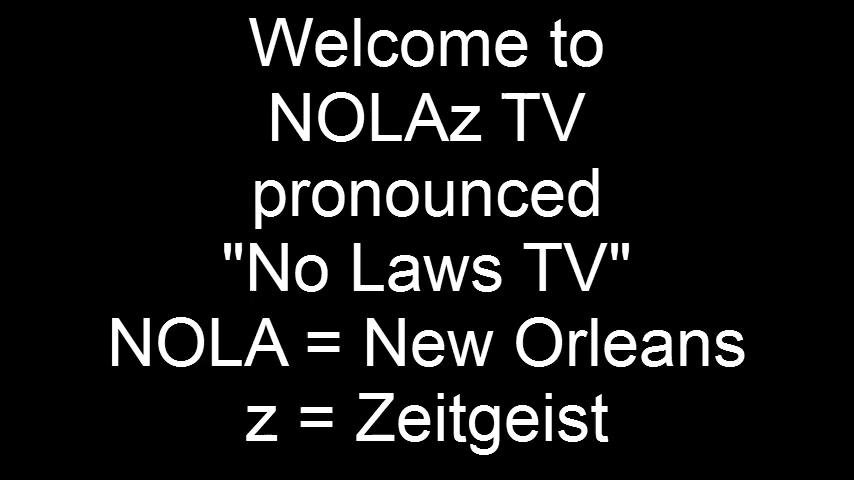 Welcome to
NOLAz TV
pronounced
"No Laws TV"
NOLA = New Orleans
z = Zeitgeist